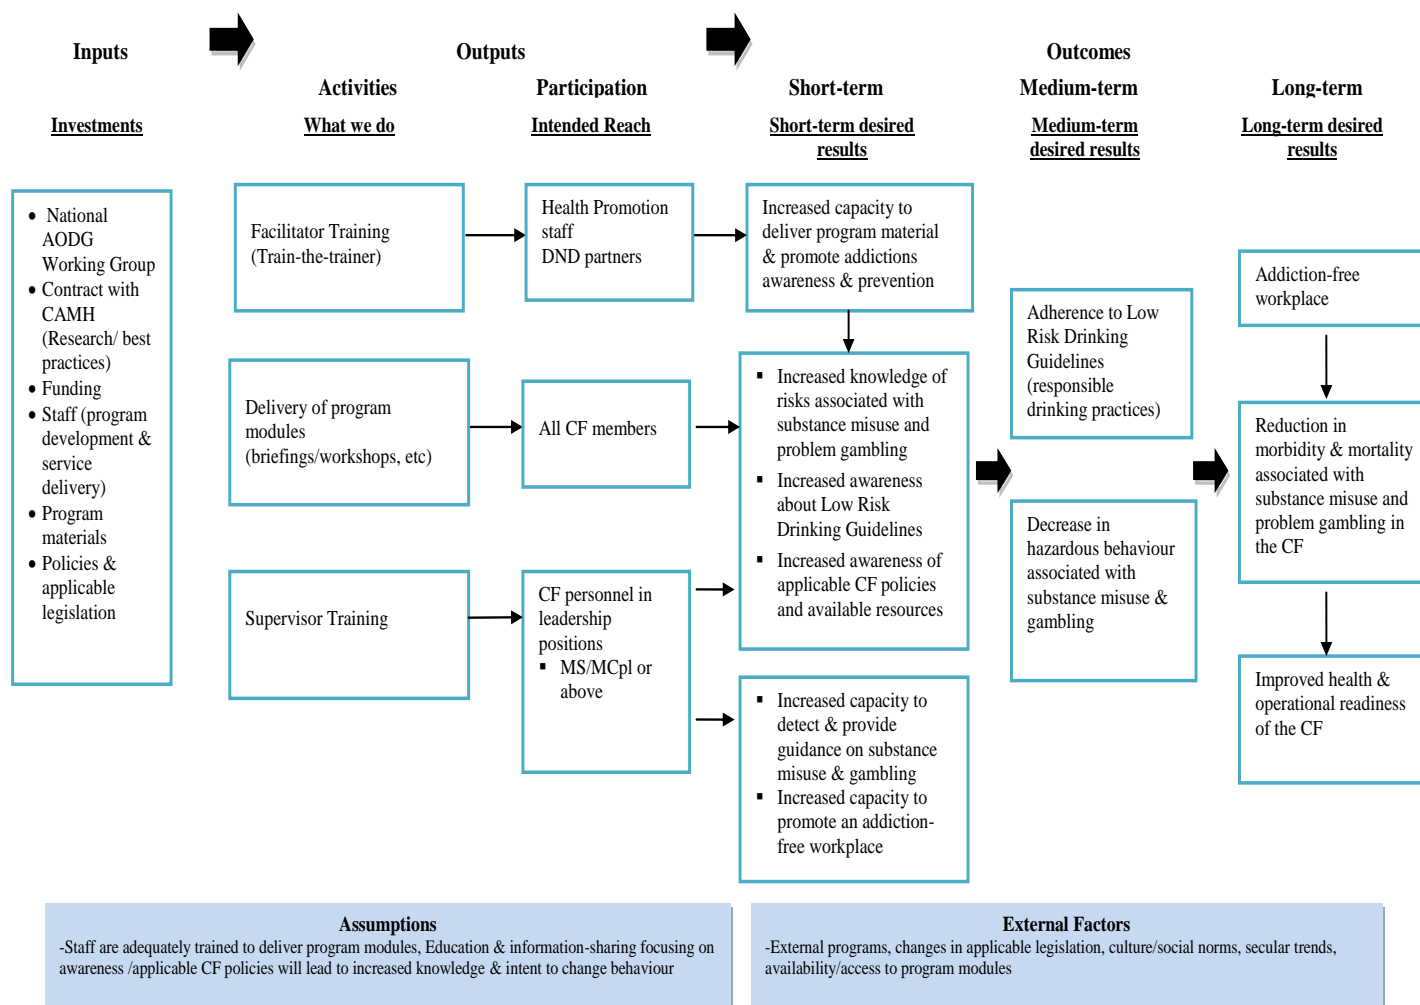 Inputs
Outputs
Outcomes
Activities
Participation
Short-term
Medium-term
Long-term
Investments
What we do
Intended Reach
Short-term desired
results
Medium-term
desired results
Long-term desired
results
• National
AODG
Working Group
• Contract with
CAMH
(Research/ best
practices)
• Funding
• Staff (program
development &
service
delivery)
• Program
materials
• Policies &
applicable
legislation
Facilitator Training
(Train-the-trainer)
Health Promotion
staff
DND partners
Increased capacity to
deliver program material
& promote addictions
awareness & prevention
Delivery of program
modules
(briefings/workshops, etc)
All CF members
▪ Increased knowledge of
risks associated with
substance misuse and
problem gambling
▪ Increased awareness
about Low Risk
Drinking Guidelines
▪ Increased awareness of
applicable CF policies
and available resources
Supervisor Training
CF personnel in
leadership
positions
▪ MS/MCpl or
above
▪ Increased capacity to
detect & provide
guidance on substance
misuse & gambling
▪ Increased capacity to
promote an addiction-
free workplace
Adherence to Low
Risk Drinking
Guidelines
(responsible
drinking practices)
Decrease in
hazardous behaviour
associated with
substance misuse &
gambling
Addiction-free
workplace
Reduction in
morbidity & mortality
associated with
substance misuse and
problem gambling in
the CF
Improved health &
operational readiness
of the CF
Assumptions
-Staff are adequately trained to deliver program modules, Education & information-sharing focusing on
awareness /applicable CF policies will lead to increased knowledge & intent to change behaviour
External Factors
-External programs, changes in applicable legislation, culture/social norms, secular trends,
availability/access to program modules